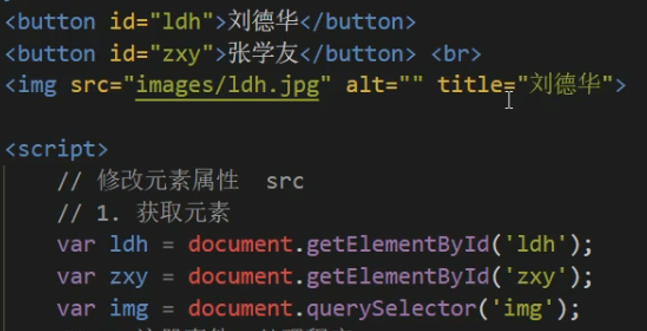 <button id="ldh">刘德华</button>
<button id="zxy">张学友</button> <br>
<img src="images/ldh.jpg" alt="" title="刘德华">
<script>
// 修改元素属性  src
// 1. 获取元素
var ldh = document.getElementById('ldh');
var zxy = document.getElementById('zxy');
var img = document.querySelector('img');